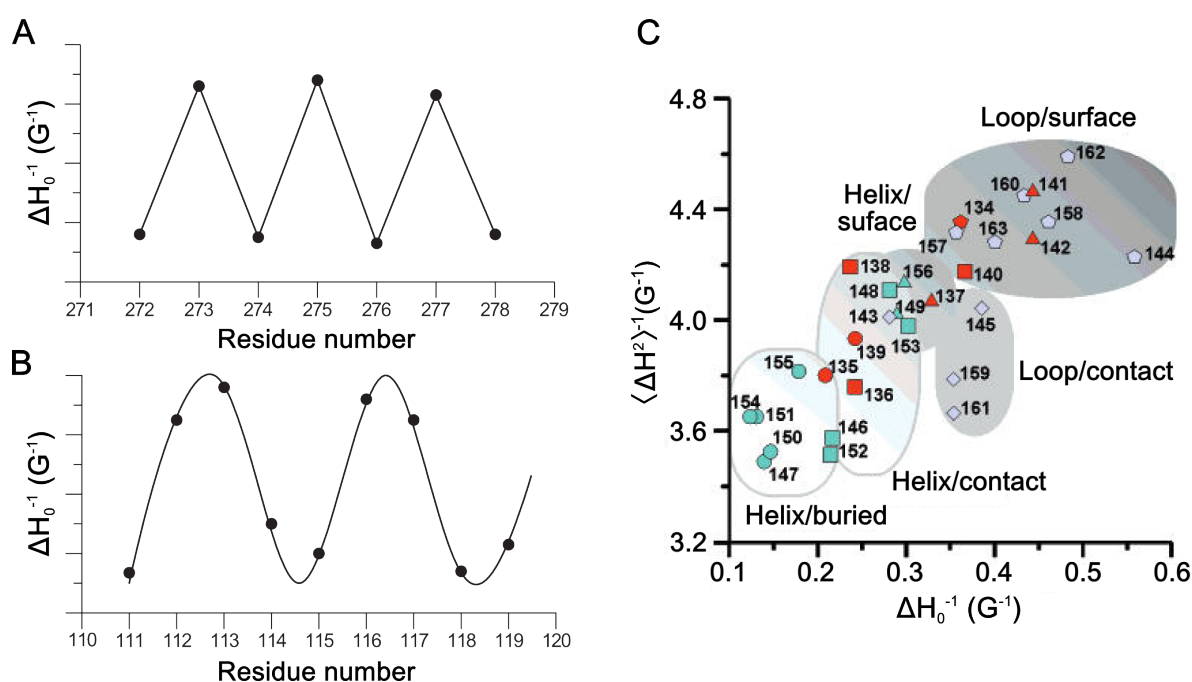 A
ΔH₀⁻¹ (G⁻¹)
271 272 273 274 275 276 277 278 279
Residue number
B
ΔH₀⁻¹ (G⁻¹)
110 111 112 113 114 115 116 117 118 119 120
Residue number
C
⟨ΔH²⟩⁻¹(G⁻¹)
4.8
4.4
4.0
3.6
3.2
Loop/surface
162
160
141
134
158
163
157
142
144
Helix/
suface
138
156
140
148
137
149
143
153
145
139
155
135
136
159
Loop/contact
161
154
151
146
150
152
147
Helix/contact
Helix/buried
0.1 0.2 0.3 0.4 0.5 0.6
ΔH₀⁻¹ (G⁻¹)